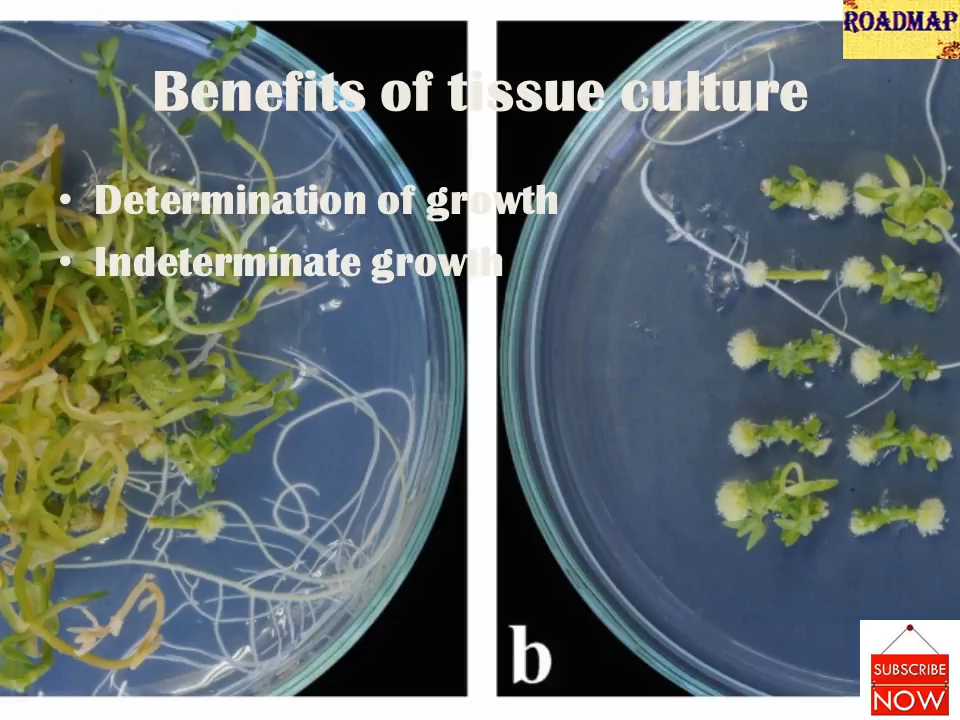 ROADMAP
Benefits of tissue culture
• Determination of growth
• Indeterminate growth
b
SUBSCRIBE
NOW